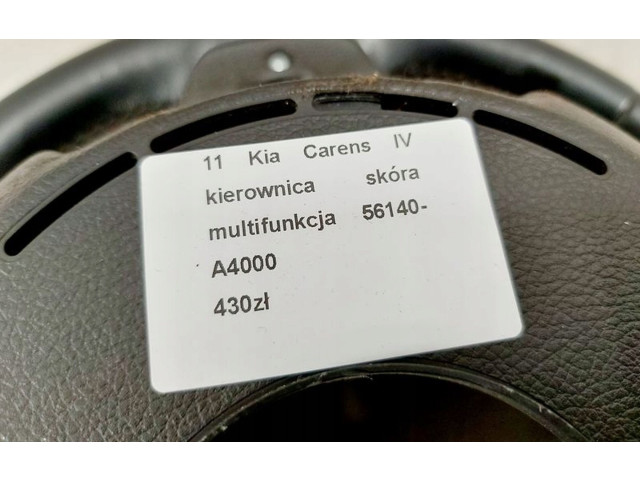 11 Kia Carens IV
kierownica skóra
multifunkcja 56140-
A4000
430zł